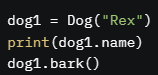 dog1 = Dog("Rex")
print(dog1.name)
dog1.bark()